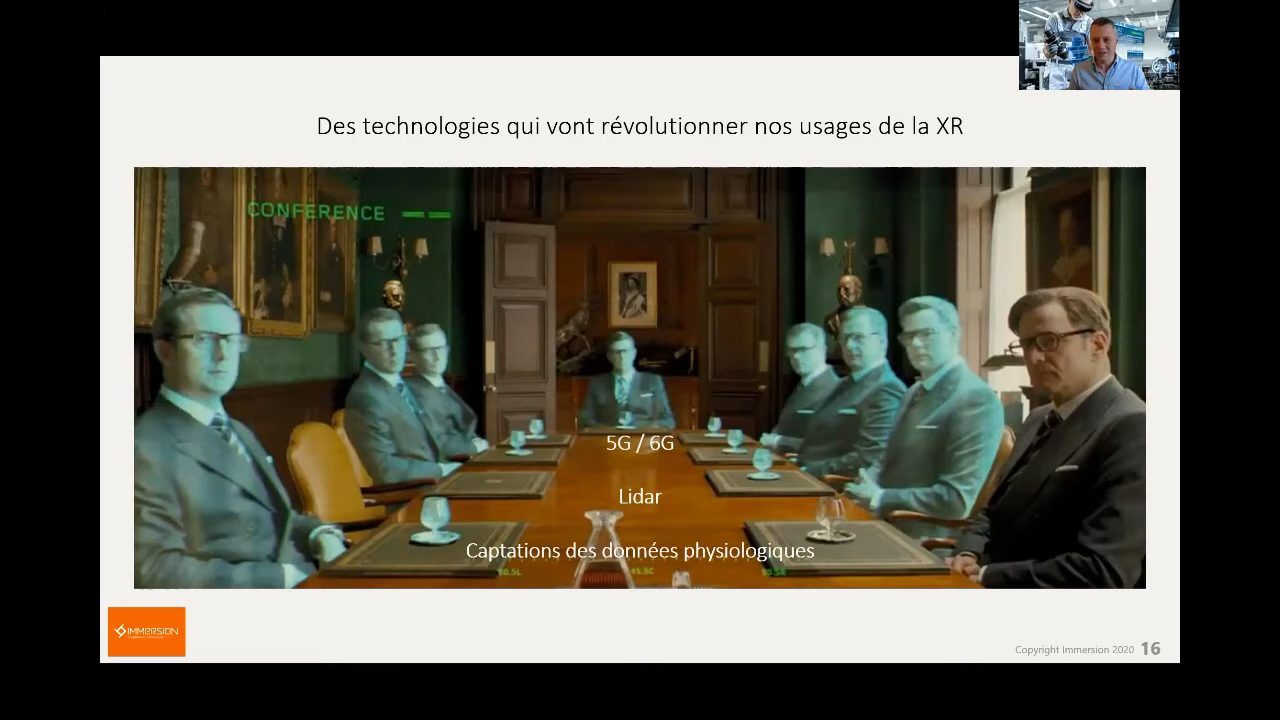 Des technologies qui vont révolutionner nos usages de la XR
CONFERENCE
5G / 6G
Lidar
Captations des données physiologiques
IMMERSION
Copyright Immersion 2020 16